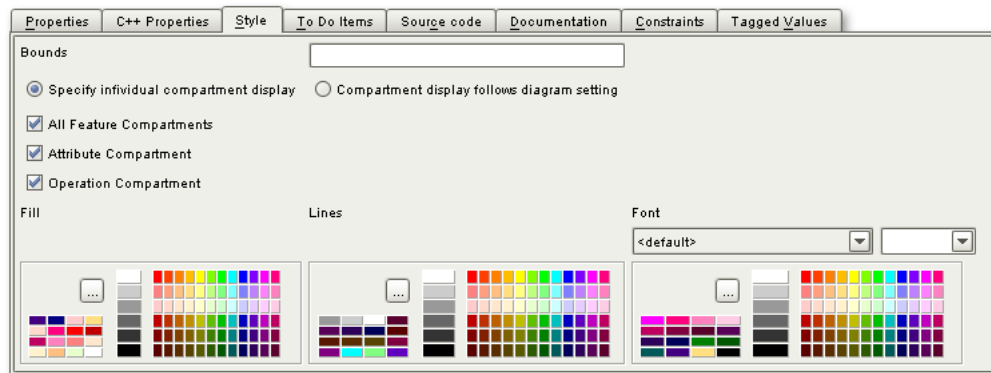 Properties C++ Properties Style To Do Items Source code Documentation Constraints Tagged Values
Bounds
Specify infividual compartment display Compartment display follows diagram setting
All Feature Compartments
Attribute Compartment
Operation Compartment
Fill Lines Font
<default>
... ... ...